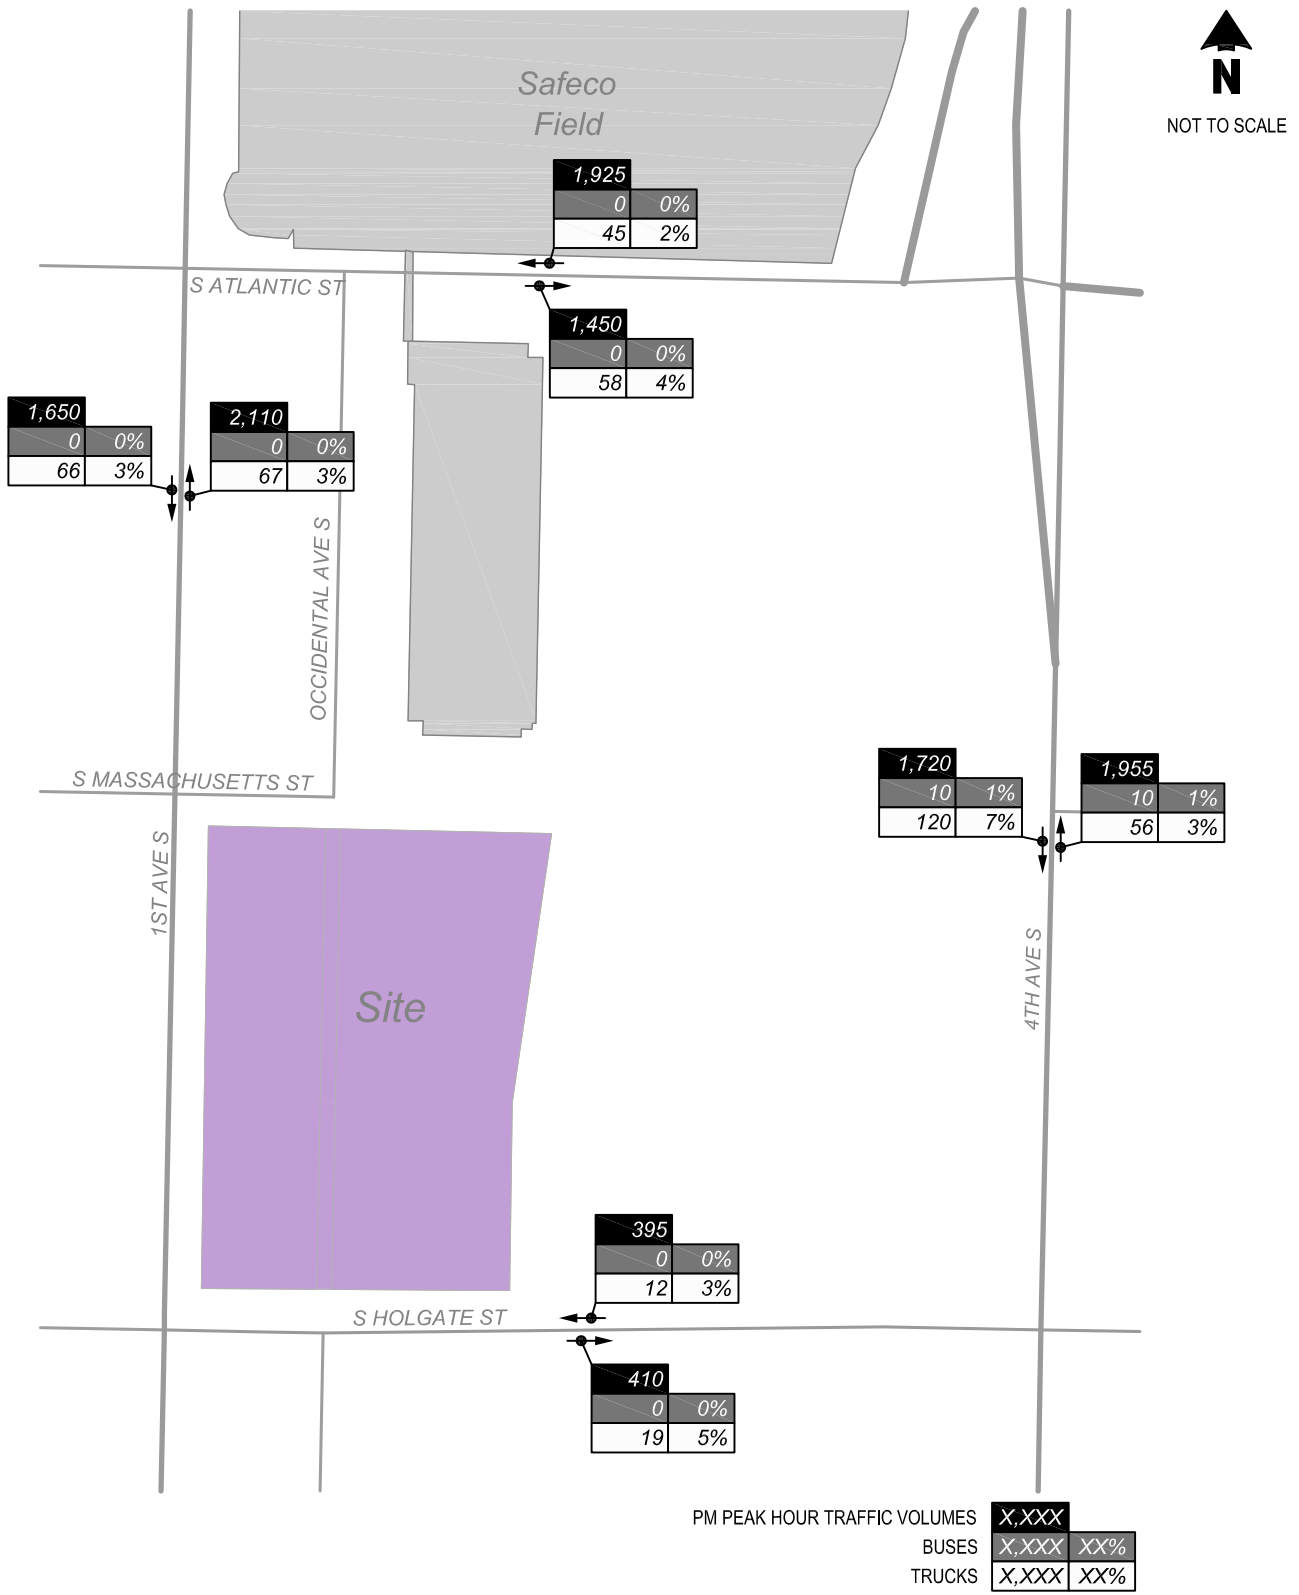 Safeco
Field
N
NOT TO SCALE
1,925
0 0%
45 2%
S ATLANTIC ST
1,450
0 0%
58 4%
1,650
0 0%
66 3%
2,110
0 0%
67 3%
OCCIDENTAL AVE S
S MASSACHUSETTS ST
1,720
10 1%
120 7%
1,955
10 1%
56 3%
1ST AVE S
4TH AVE S
Site
395
0 0%
12 3%
S HOLGATE ST
410
0 0%
19 5%
PM PEAK HOUR TRAFFIC VOLUMES X,XXX
BUSES X,XXX XX%
TRUCKS X,XXX XX%